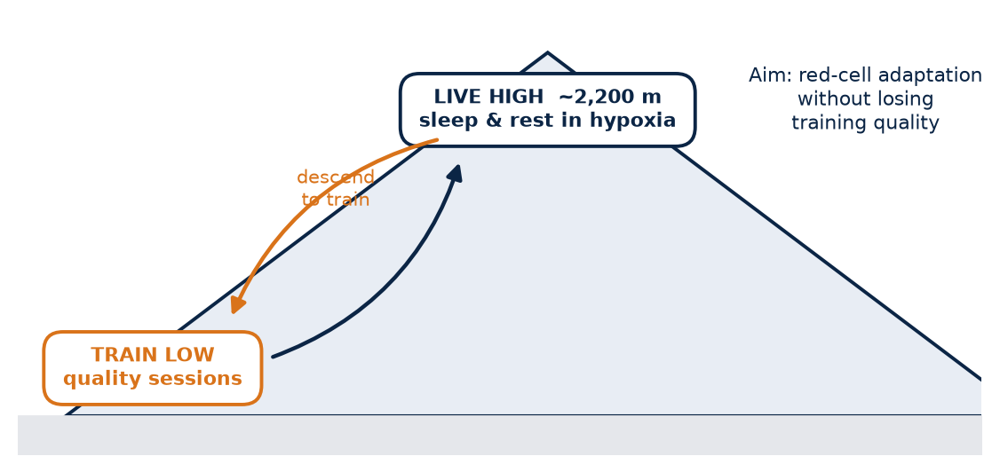 LIVE HIGH ~2,200 m
sleep & rest in hypoxia
Aim: red-cell adaptation
without losing
training quality
descend
to train
TRAIN LOW
quality sessions